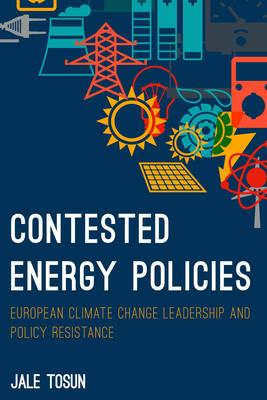 CONTESTED
ENERGY POLICIES
EUROPEAN CLIMATE CHANGE LEADERSHIP AND
POLICY RESISTANCE
JALE TOSUN